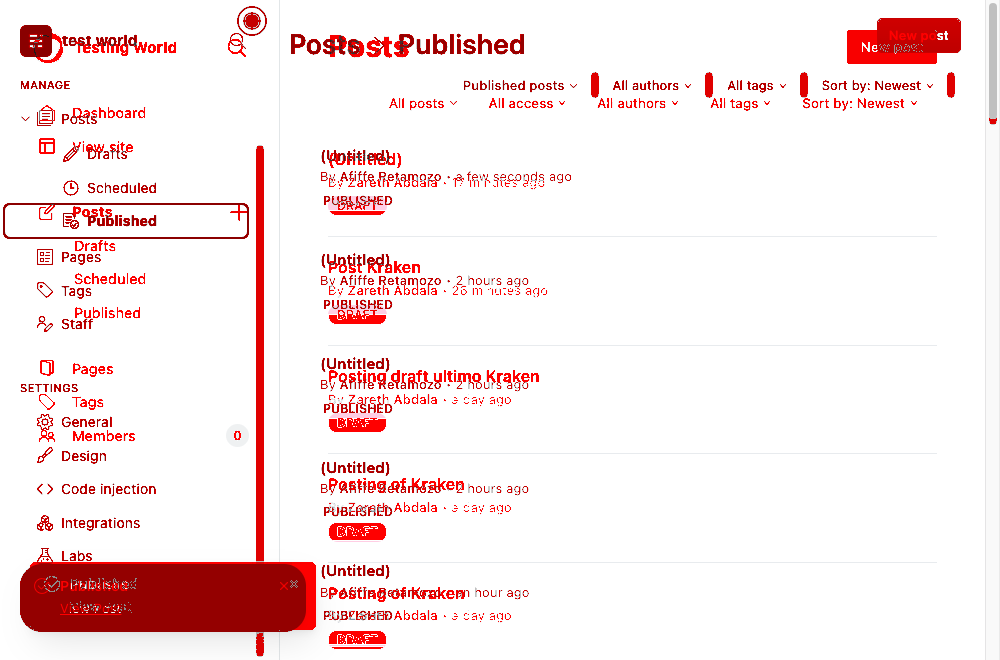 test world
Testing World
MANAGE
Dashboard
Posts
View site
Drafts
Scheduled
Posts
Published
Drafts
Pages
Scheduled
Tags
Published
Staff
Pages
SETTINGS
Tags
General
Members
0
Design
Code injection
Integrations
Labs
Published
View Post
Posts > Published
Posts
New post
New post
Published posts
All authors
All tags
Sort by: Newest
All posts
All access
All authors
All tags
Sort by: Newest
(Untitled)
(Untitled)
By Afiffe Retamozo · a few seconds ago
By Zareth Abdala · 17 minutes ago
PUBLISHED
DRAFT
(Untitled)
Post Kraken
By Afiffe Retamozo · 2 hours ago
By Zareth Abdala · 26 minutes ago
PUBLISHED
DRAFT
(Untitled)
Posting draft ultimo Kraken
By Afiffe Retamozo · 2 hours ago
By Zareth Abdala · a day ago
PUBLISHED
DRAFT
(Untitled)
Posting of Kraken
By Afiffe Retamozo · 2 hours ago
By Zareth Abdala · a day ago
PUBLISHED
DRAFT
(Untitled)
Posting of Kraken
By Afiffe Retamozo · an hour ago
By Zareth Abdala · a day ago
PUBLISHED
DRAFT